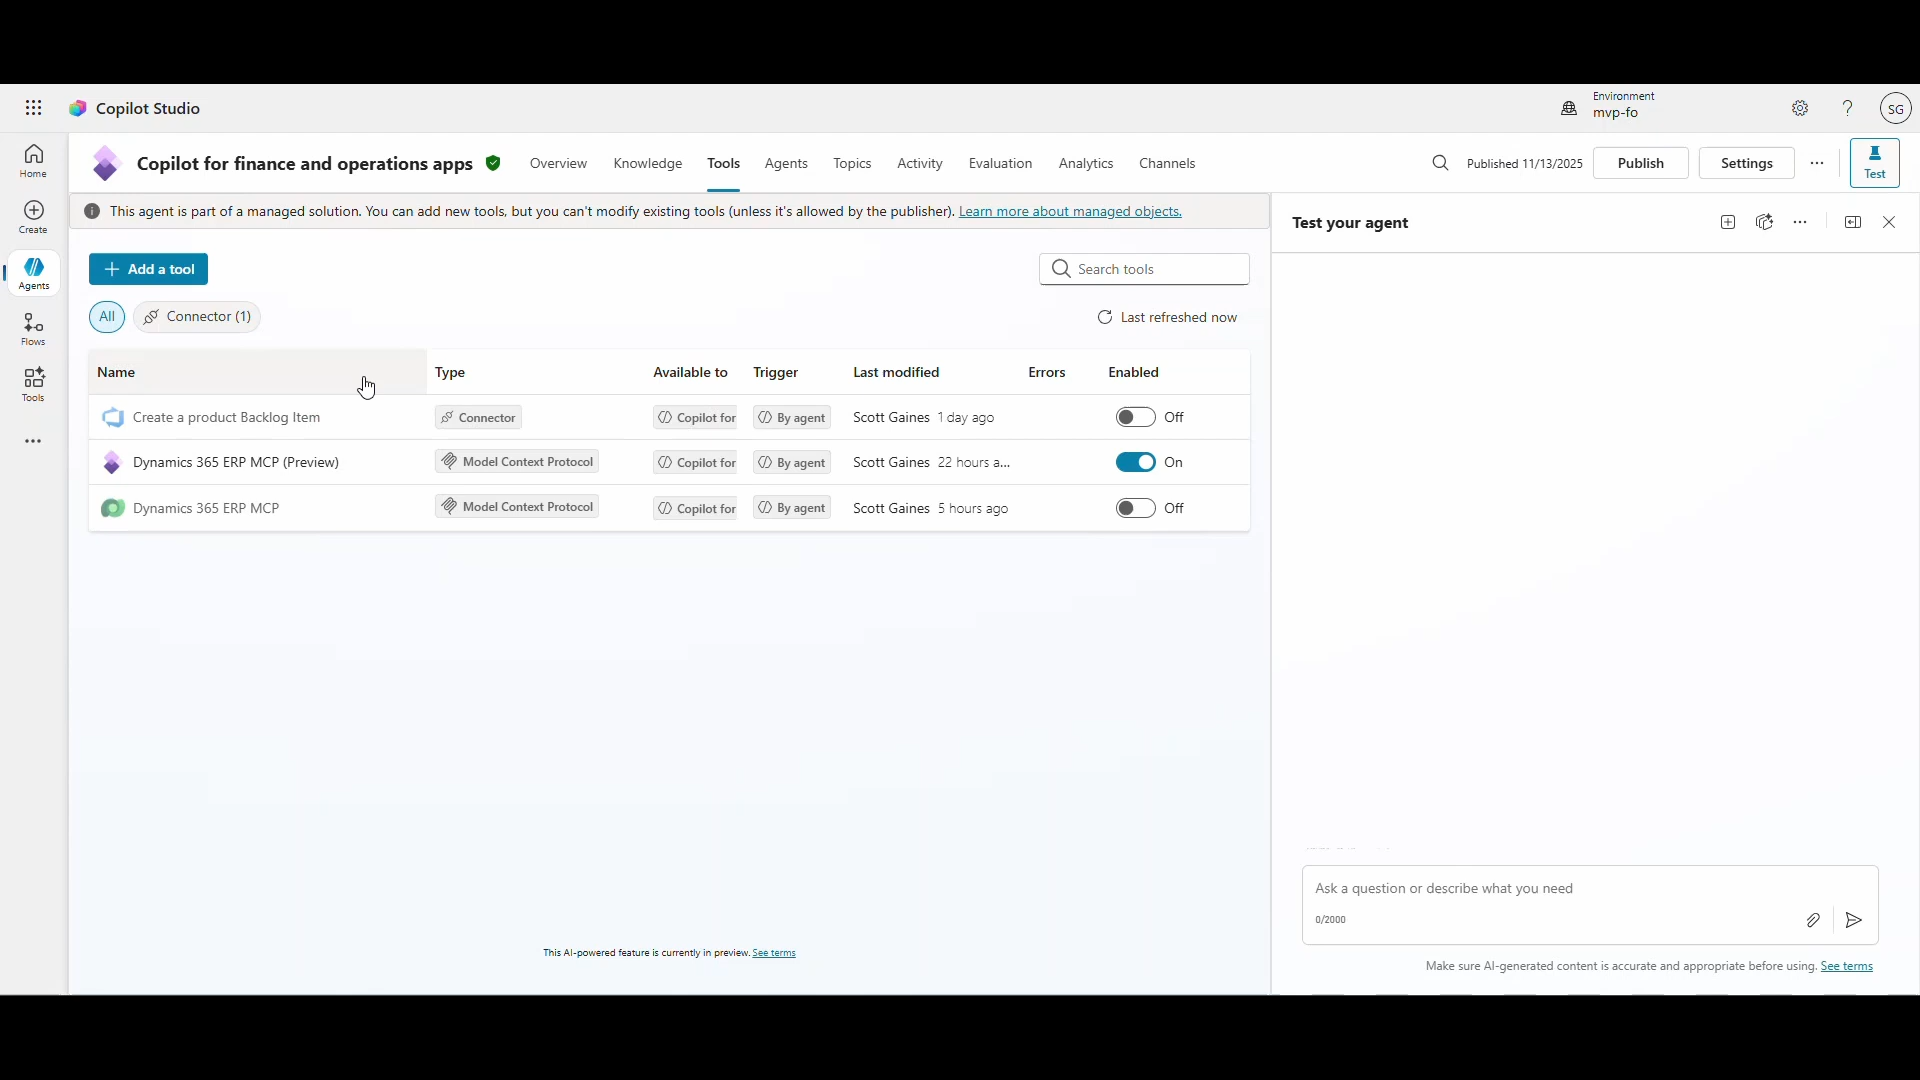 Copilot Studio
Environment
mvp-fo
SG
Home
Create
Agents
Flows
Tools
Copilot for finance and operations apps
Overview
Knowledge
Tools
Agents
Topics
Activity
Evaluation
Analytics
Channels
Published 11/13/2025
Publish
Settings
Test
This agent is part of a managed solution. You can add new tools, but you can't modify existing tools (unless it's allowed by the publisher). Learn more about managed objects.
Add a tool
Search tools
All
Connector (1)
Last refreshed now
Name Type Available to Trigger Last modified Errors Enabled
Create a product Backlog Item Connector Copilot for By agent Scott Gaines 1 day ago Off
Dynamics 365 ERP MCP (Preview) Model Context Protocol Copilot for By agent Scott Gaines 22 hours a... On
Dynamics 365 ERP MCP Model Context Protocol Copilot for By agent Scott Gaines 5 hours ago Off
This AI-powered feature is currently in preview. See terms
Test your agent
Ask a question or describe what you need
0/2000
Make sure AI-generated content is accurate and appropriate before using. See terms